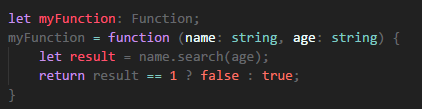 let myFunction: Function;
myFunction = function (name: string, age: string) {
    let result = name.search(age);
    return result == 1 ? false : true;
}